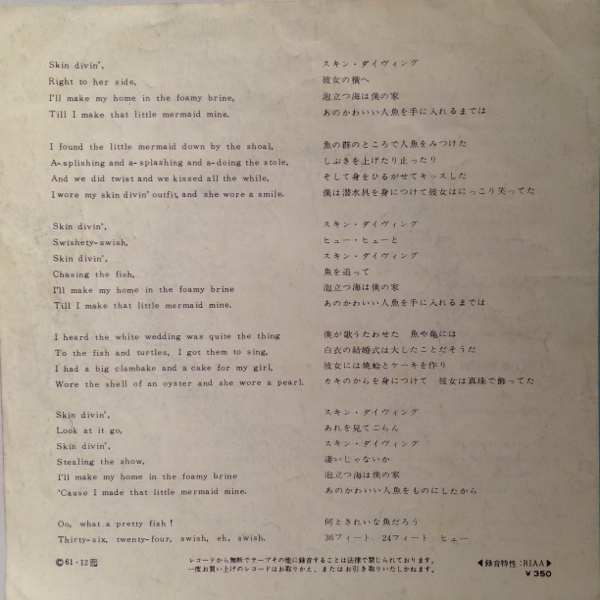 Skin divin',
Right to her side,
I'll make my home in the foamy brine,
Till I make that little mermaid mine.
I found the little mermaid down by the shoal,
A-splishing and a-splashing and a-doing the stole,
And we did twist and we kissed all the while,
I wore my skin divin' outfit, and she wore a smile.
Skin divin',
Swishety-swish,
Skin divin',
Chasing the fish,
I'll make my home in the foamy brine
Till I make that little mermaid mine.
I heard the white wedding was quite the thing
To the fish and turtles, I got them to sing,
I had a big clambake and a cake for my girl,
Wore the shell of an oyster and she wore a pearl.
Skin divin',
Look at it go,
Skin divin',
Stealing the show,
I'll make my home in the foamy brine
'Cause I made that little mermaid mine.
Oo, what a pretty fish!
Thirty-six, twenty-four, swish, eh, swish.
スキン・ダイヴィング
彼女の横へ
泡立つ海は僕の家
あのかわいい人魚を手に入れるまでは
魚の群のところで人魚をみつけた
しぶきを上げたり止ったり
そして身をひるがせてキッスした
僕は潜水具を身につけて彼女はにっこり笑ってた
スキン・ダイヴィング
ヒュー・ヒューと
スキン・ダイヴィング
魚を追って
泡立つ海は僕の家
あのかわいい人魚を手に入れるまでは
僕が歌うたわせた 魚や亀には
白衣の結婚式は大したことだそうだ
彼女には焼蛤とケーキを作り
カキのからを身につけて 彼女は真珠で飾ってた
スキン・ダイヴィング
あれを見てごらん
スキン・ダイヴィング
凄いじゃないか
泡立つ海は僕の家
あのかわいい人魚をものにしたから
何ときれいな魚だろう
36フィート 24フィート ヒュー
©61・12
レコードから無断でテープその他に録音することは法律で禁じられております。
一度お買い上げのレコードはお取りかえ、またはお引き取りいたしかねます。
◀録音特性：RIAA▶
¥350